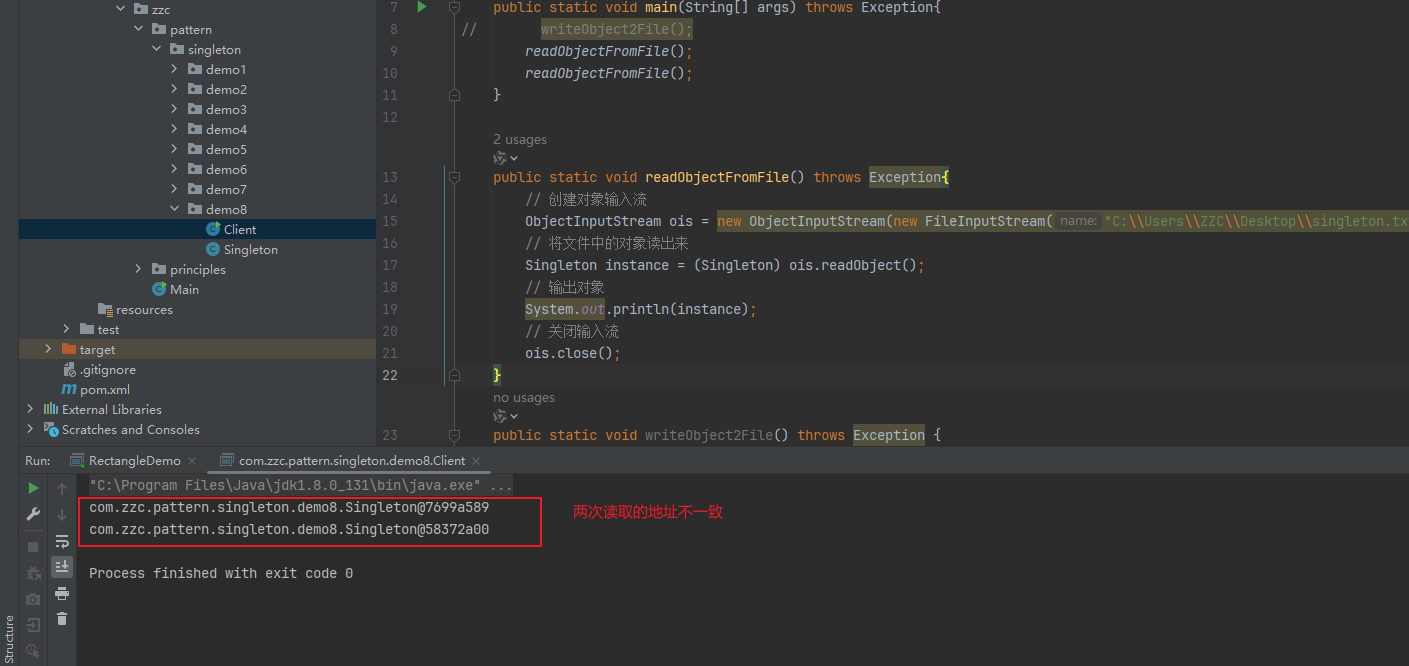 zzc
pattern
singleton
demo1
demo2
demo3
demo4
demo5
demo6
demo7
demo8
Client
Singleton
principles
Main
resources
test
target
.gitignore
pom.xml
External Libraries
Scratches and Consoles
7 public static void main(String[] args) throws Exception{
8 // writeObject2File();
9 readObjectFromFile();
10 readObjectFromFile();
11 }
12
2 usages
13 public static void readObjectFromFile() throws Exception{
14 // 创建对象输入流
15 ObjectInputStream ois = new ObjectInputStream(new FileInputStream( name: "C:\\Users\\ZZC\\Desktop\\singleton.tx
16 // 将文件中的对象读出来
17 Singleton instance = (Singleton) ois.readObject();
18 // 输出对象
19 System.out.println(instance);
20 // 关闭输入流
21 ois.close();
22 }
no usages
23 public static void writeObject2File() throws Exception {
Run: RectangleDemo com.zzc.pattern.singleton.demo8.Client
"C:\Program Files\Java\jdk1.8.0_131\bin\java.exe" ...
com.zzc.pattern.singleton.demo8.Singleton@7699a589
com.zzc.pattern.singleton.demo8.Singleton@58372a00
两次读取的地址不一致
Process finished with exit code 0
Structure